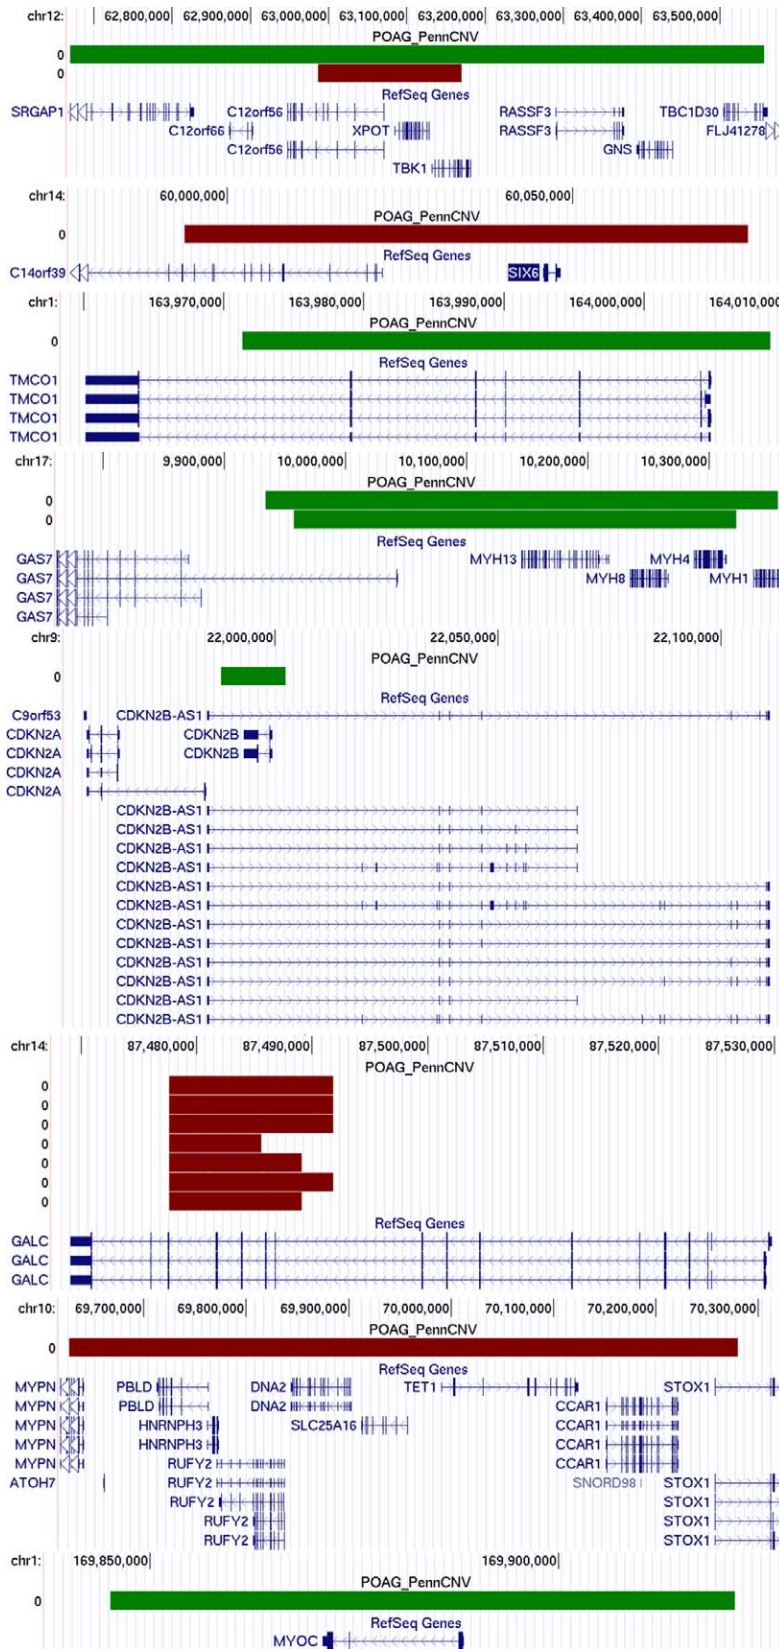 chr12: 62,800,000 62,900,000 63,000,000 63,100,000 63,200,000 63,300,000 63,400,000 63,500,000
POAG_PennCNV
0
0
RefSeq Genes
SRGAP1 C12orf56 RASSF3 TBC1D30
C12orf66 XPOT RASSF3 FLJ41278
C12orf56 GNS
TBK1
chr14: 60,000,000 60,050,000
POAG_PennCNV
0
RefSeq Genes
C14orf39 SIX6
chr1: 163,970,000 163,980,000 163,990,000 164,000,000 164,010,000
POAG_PennCNV
0
RefSeq Genes
TMCO1
TMCO1
TMCO1
TMCO1
chr17: 9,900,000 10,000,000 10,100,000 10,200,000 10,300,000
POAG_PennCNV
0
0
RefSeq Genes
GAS7 MYH13 MYH4
GAS7 MYH8 MYH1
GAS7
GAS7
chr9: 22,000,000 22,050,000 22,100,000
POAG_PennCNV
0
RefSeq Genes
C9orf53 CDKN2B-AS1
CDKN2A CDKN2B
CDKN2A CDKN2B
CDKN2A
CDKN2A
CDKN2B-AS1
CDKN2B-AS1
CDKN2B-AS1
CDKN2B-AS1
CDKN2B-AS1
CDKN2B-AS1
CDKN2B-AS1
CDKN2B-AS1
CDKN2B-AS1
CDKN2B-AS1
CDKN2B-AS1
CDKN2B-AS1
chr14: 87,480,000 87,490,000 87,500,000 87,510,000 87,520,000 87,530,000
POAG_PennCNV
0
0
0
0
0
0
0
RefSeq Genes
GALC
GALC
GALC
chr10: 69,700,000 69,800,000 69,900,000 70,000,000 70,100,000 70,200,000 70,300,000
POAG_PennCNV
0
RefSeq Genes
MYPN PBLD DNA2 TET1 STOX1
MYPN PBLD DNA2 CCAR1
MYPN HNRNPH3 SLC25A16 CCAR1
MYPN HNRNPH3 CCAR1
MYPN RUFY2 CCAR1
ATOH7 RUFY2 SNORD98 STOX1
RUFY2 STOX1
RUFY2 STOX1
RUFY2 STOX1
chr1: 169,850,000 169,900,000
POAG_PennCNV
0
RefSeq Genes
MYOC